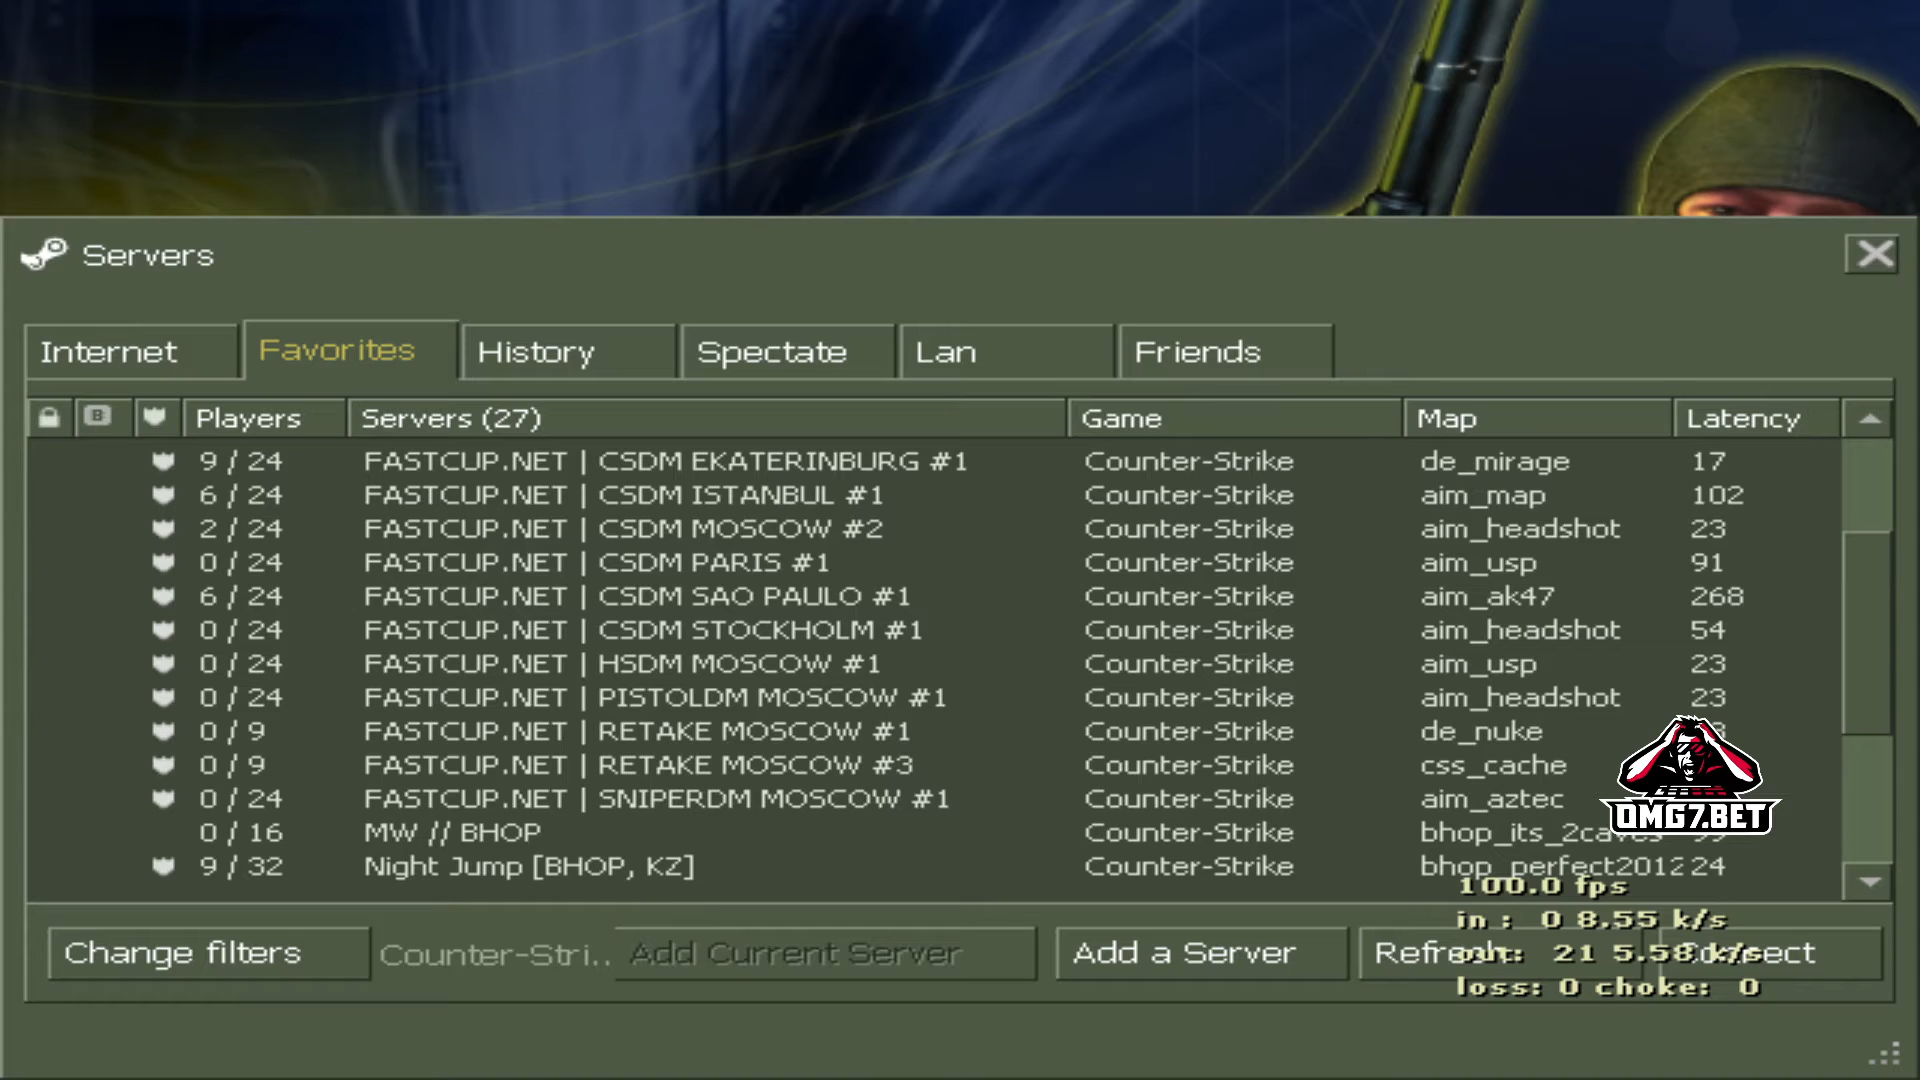 Servers
Internet Favorites History Spectate Lan Friends
B Players Servers (27) Game Map Latency
9 / 24 FASTCUP.NET | CSDM EKATERINBURG #1 Counter-Strike de_mirage 17
6 / 24 FASTCUP.NET | CSDM ISTANBUL #1 Counter-Strike aim_map 102
2 / 24 FASTCUP.NET | CSDM MOSCOW #2 Counter-Strike aim_headshot 23
0 / 24 FASTCUP.NET | CSDM PARIS #1 Counter-Strike aim_usp 91
6 / 24 FASTCUP.NET | CSDM SAO PAULO #1 Counter-Strike aim_ak47 268
0 / 24 FASTCUP.NET | CSDM STOCKHOLM #1 Counter-Strike aim_headshot 54
0 / 24 FASTCUP.NET | HSDM MOSCOW #1 Counter-Strike aim_usp 23
0 / 24 FASTCUP.NET | PISTOLDM MOSCOW #1 Counter-Strike aim_headshot 23
0 / 9 FASTCUP.NET | RETAKE MOSCOW #1 Counter-Strike de_nuke
0 / 9 FASTCUP.NET | RETAKE MOSCOW #3 Counter-Strike css_cache
0 / 24 FASTCUP.NET | SNIPERDM MOSCOW #1 Counter-Strike aim_aztec
0 / 16 MW // BHOP Counter-Strike
9 / 32 Night Jump [BHOP, KZ] Counter-Strike bhop_perfect2012 24
OMG7.BET
100.0 fps
in : 0 8.55 k/s
out: 21 5.58 k/s
loss: 0 choke: 0
Change filters Counter-Stri.. Add Current Server Add a Server Refresh Connect